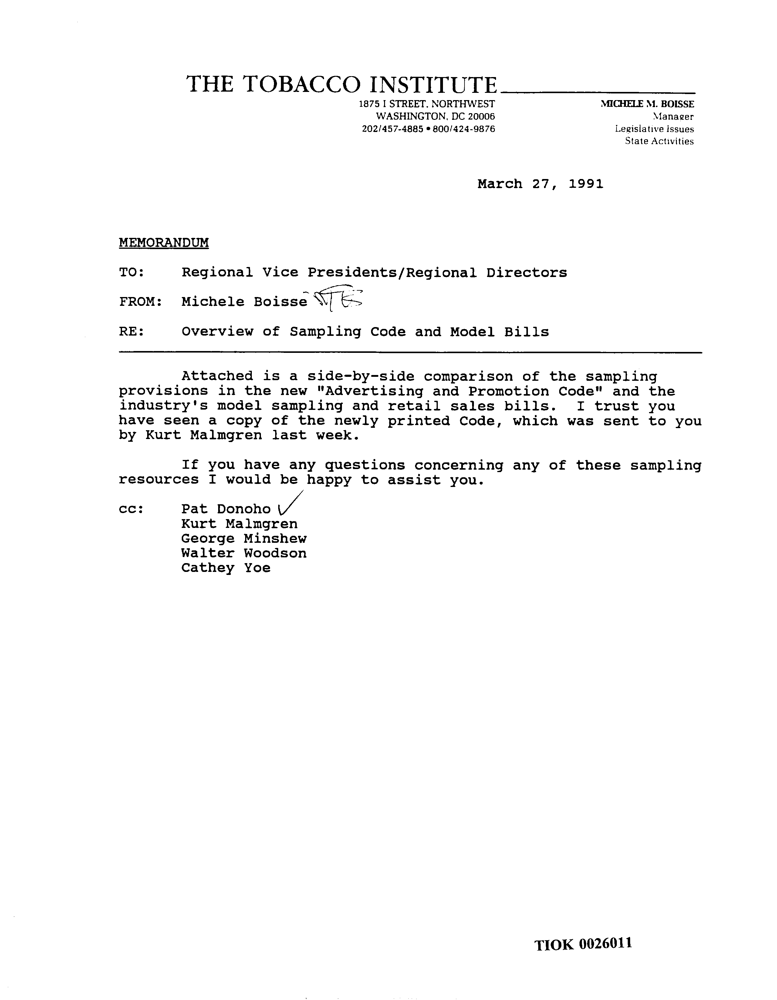 THE TOBACCO INSTITUTE
1875 I STREET, NORTHWEST
WASHINGTON, DC 20006
202/457-4885 • 800/424-9876
MICHELE M. BOISSE
Manager
Legislative Issues
State Activities
March 27, 1991
MEMORANDUM
TO: Regional Vice Presidents/Regional Directors
FROM: Michele Boisse
RE: Overview of Sampling Code and Model Bills
Attached is a side-by-side comparison of the sampling
provisions in the new "Advertising and Promotion Code" and the
industry's model sampling and retail sales bills. I trust you
have seen a copy of the newly printed Code, which was sent to you
by Kurt Malmgren last week.
If you have any questions concerning any of these sampling
resources I would be happy to assist you.
cc: Pat Donoho
Kurt Malmgren
George Minshew
Walter Woodson
Cathey Yoe
TIOK 0026011